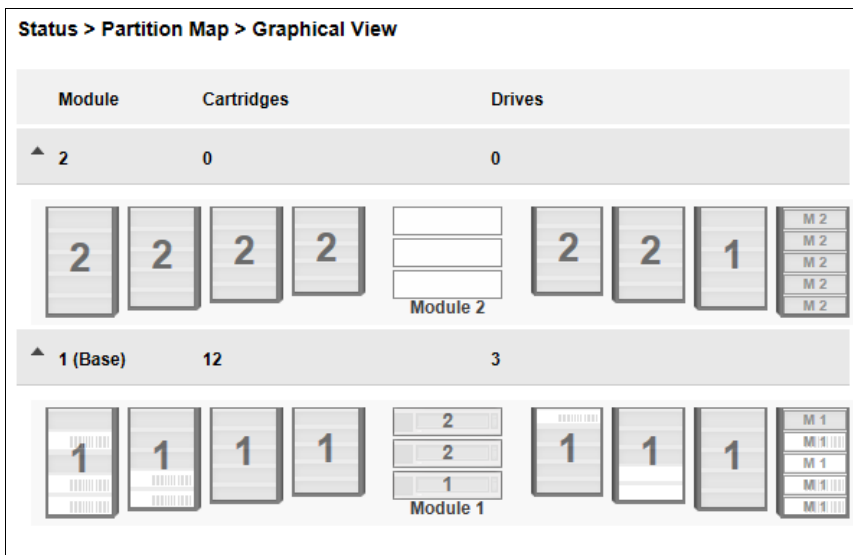 Status > Partition Map > Graphical View
Module Cartridges Drives
2 0 0
2 2 2 2 2 2 1
M 2
M 2
M 2
M 2
M 2
Module 2
1 (Base) 12 3
1 1 1 1 1 1 1
2
2
1
M 1
M 1
M 1
M 1
M 1
Module 1